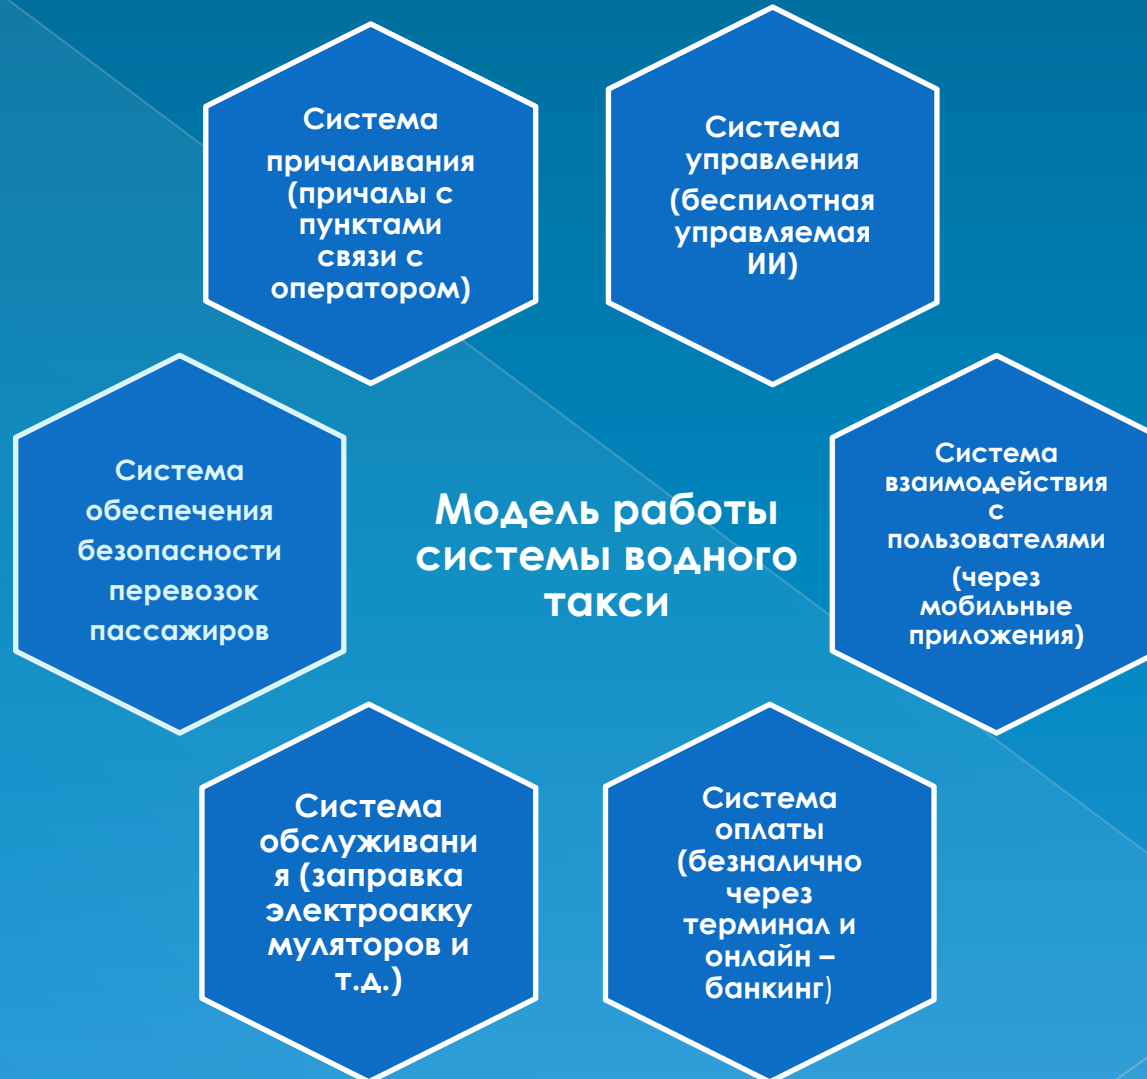 Система
причаливания
(причалы с
пунктами
связи с
оператором)
Система
управления
(беспилотная
управляемая
ИИ)
Система
обеспечения
безопасности
перевозок
пассажиров
Модель работы
системы водного
такси
Система
взаимодействия
с
пользователями
(через
мобильные
приложения)
Система
обслуживани
я (заправка
электроакку
муляторов и
т.д.)
Система
оплаты
(безналично
через
терминал и
онлайн –
банкинг)